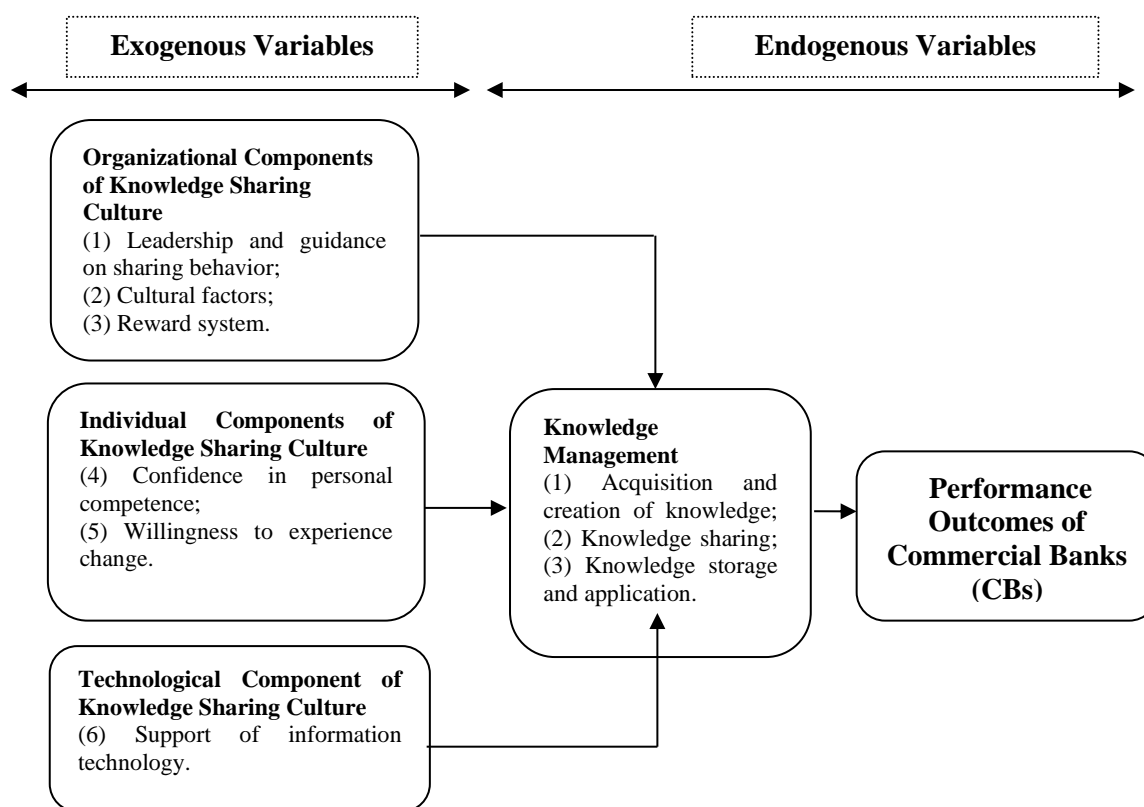 Exogenous Variables
Endogenous Variables
Organizational Components
of Knowledge Sharing
Culture
(1) Leadership and guidance
on sharing behavior;
(2) Cultural factors;
(3) Reward system.
Individual Components of
Knowledge Sharing Culture
(4) Confidence in personal
competence;
(5) Willingness to experience
change.
Technological Component of
Knowledge Sharing Culture
(6) Support of information
technology.
Knowledge
Management
(1) Acquisition and
creation of knowledge;
(2) Knowledge sharing;
(3) Knowledge storage
and application.
Performance
Outcomes of
Commercial Banks
(CBs)